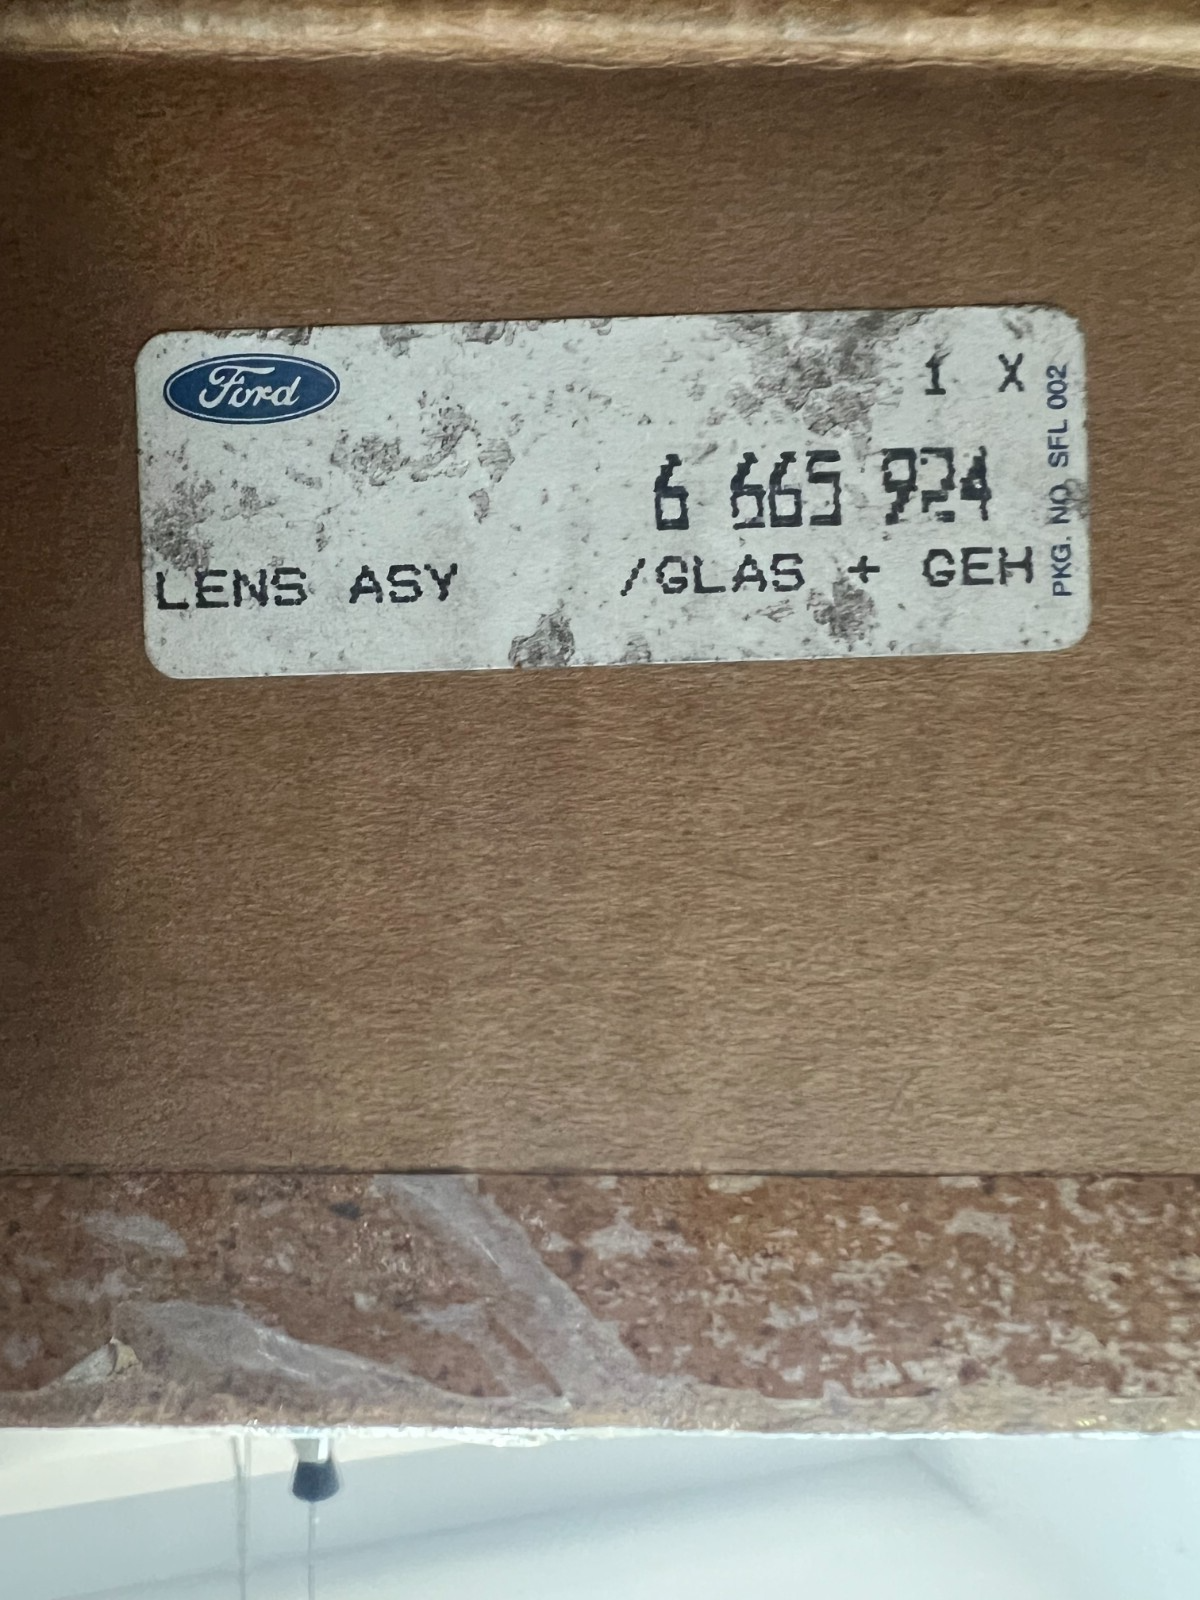 Ford
1 X
6 665 924
LENS ASY /GLAS + GEH
PKG. NO. SFL 002